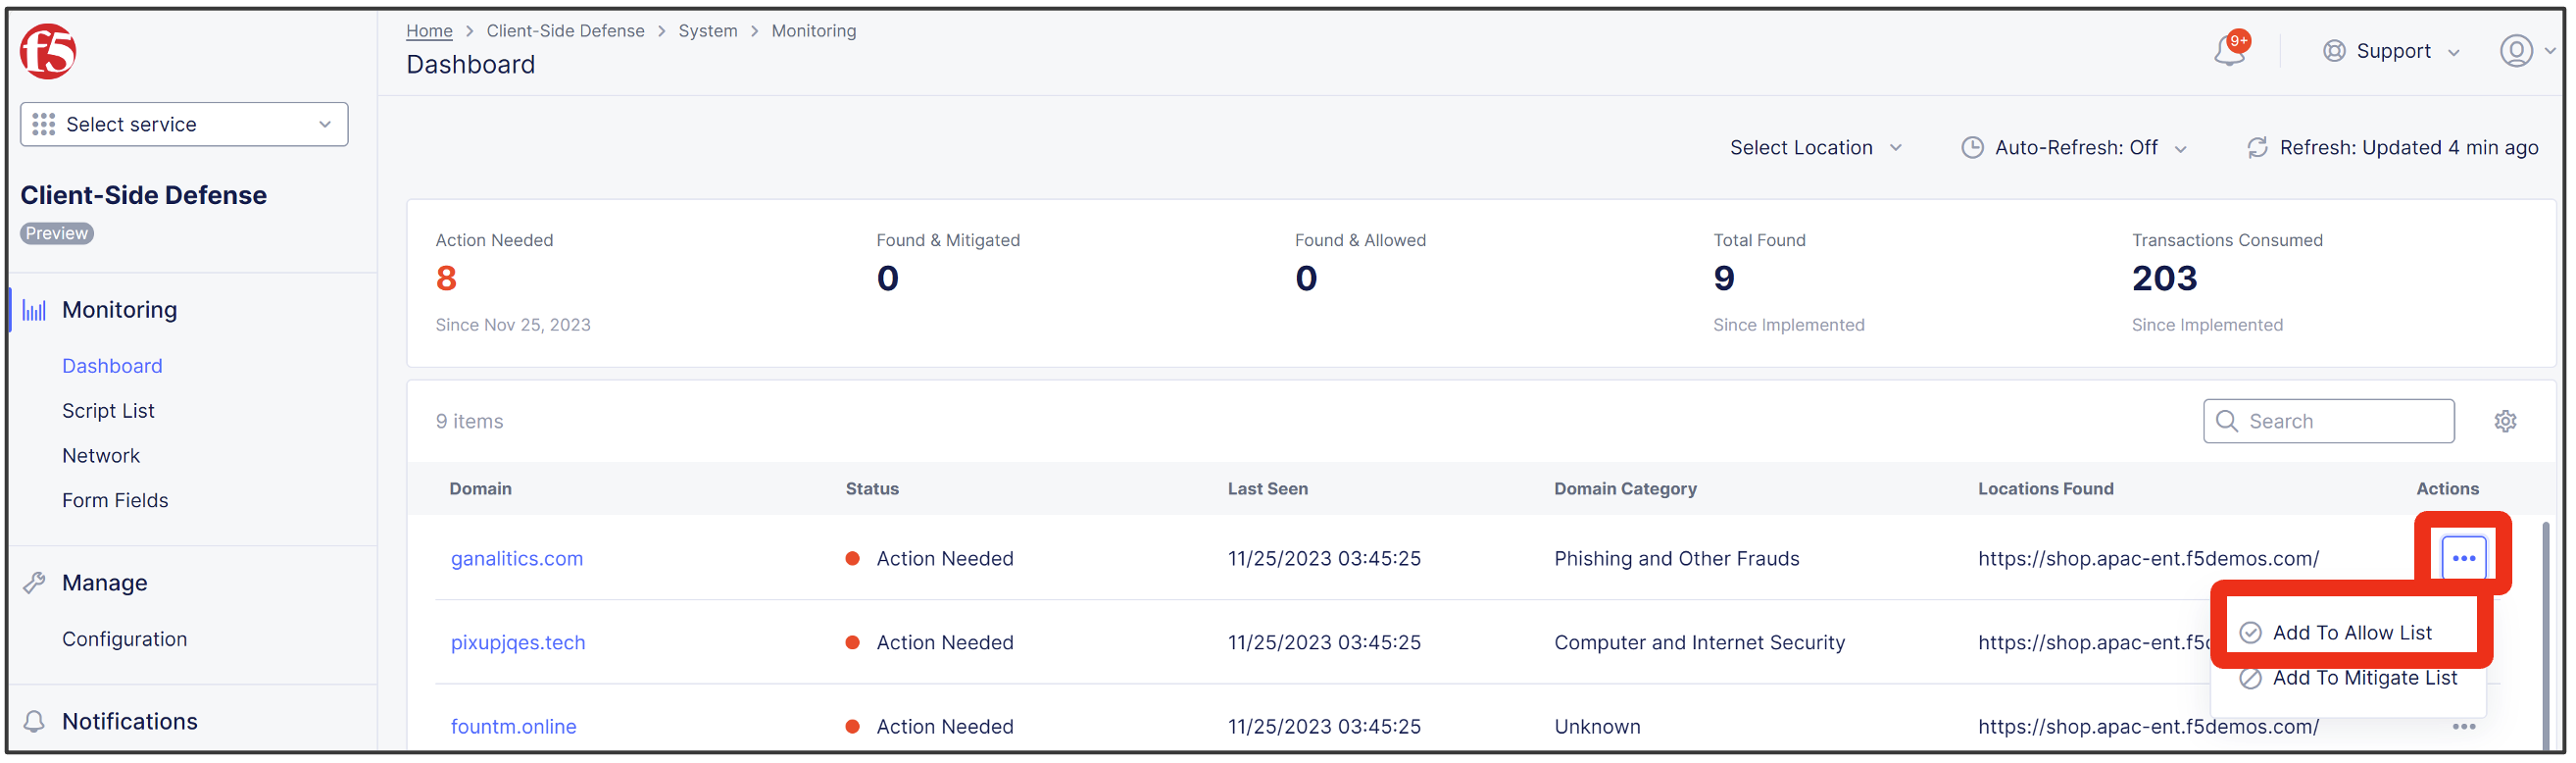 f5
Home > Client-Side Defense > System > Monitoring
Dashboard
9+
Support
Select service
Client-Side Defense
Preview
Monitoring
Dashboard
Script List
Network
Form Fields
Manage
Configuration
Notifications
Select Location
Auto-Refresh: Off
Refresh: Updated 4 min ago
Action Needed
8
Since Nov 25, 2023
Found & Mitigated
0
Found & Allowed
0
Total Found
9
Since Implemented
Transactions Consumed
203
Since Implemented
9 items
Search
Domain Status Last Seen Domain Category Locations Found Actions
ganalitics.com Action Needed 11/25/2023 03:45:25 Phishing and Other Frauds https://shop.apac-ent.f5demos.com/
Add To Allow List
pixupjqes.tech Action Needed 11/25/2023 03:45:25 Computer and Internet Security https://shop.apac-ent.f5
Add To Mitigate List
fountm.online Action Needed 11/25/2023 03:45:25 Unknown https://shop.apac-ent.f5demos.com/